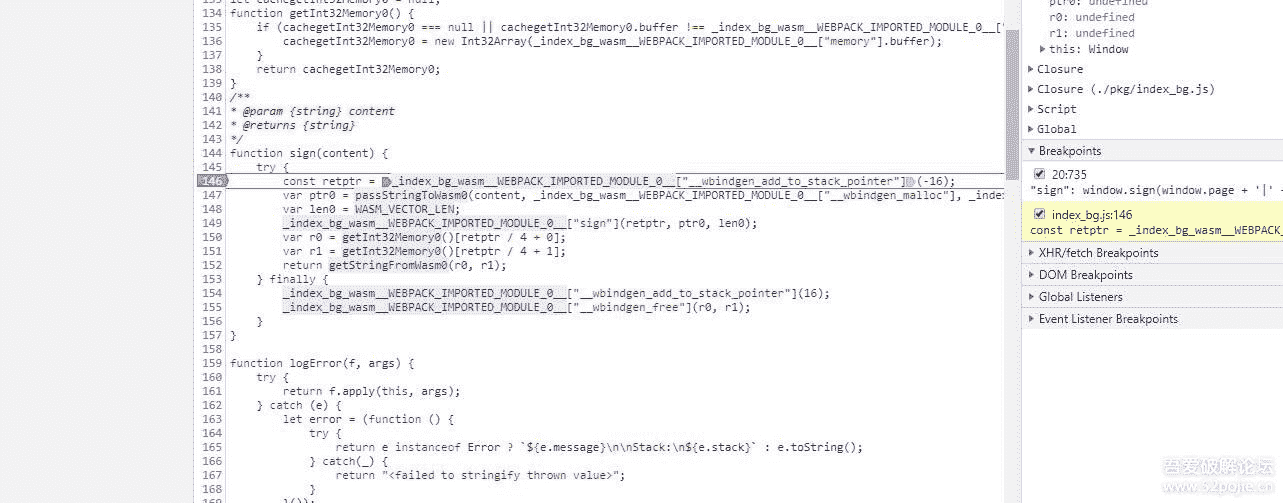 let cachegetInt32Memory0 = null;
134 function getInt32Memory0() {
135 if (cachegetInt32Memory0 === null || cachegetInt32Memory0.buffer !== _index_bg_wasm__WEBPACK_IMPORTED_MODULE_0__["
136 cachegetInt32Memory0 = new Int32Array(_index_bg_wasm__WEBPACK_IMPORTED_MODULE_0__["memory"].buffer);
137 }
138 return cachegetInt32Memory0;
139 }
140 /**
141 * @param {string} content
142 * @returns {string}
143 */
144 function sign(content) {
145 try {
146 const retptr = _index_bg_wasm__WEBPACK_IMPORTED_MODULE_0__["__wbindgen_add_to_stack_pointer"](-16);
147 var ptr0 = passStringToWasm0(content, _index_bg_wasm__WEBPACK_IMPORTED_MODULE_0__["__wbindgen_malloc"], _index
148 var len0 = WASM_VECTOR_LEN;
149 _index_bg_wasm__WEBPACK_IMPORTED_MODULE_0__["sign"](retptr, ptr0, len0);
150 var r0 = getInt32Memory0()[retptr / 4 + 0];
151 var r1 = getInt32Memory0()[retptr / 4 + 1];
152 return getStringFromWasm0(r0, r1);
153 } finally {
154 _index_bg_wasm__WEBPACK_IMPORTED_MODULE_0__["__wbindgen_add_to_stack_pointer"](16);
155 _index_bg_wasm__WEBPACK_IMPORTED_MODULE_0__["__wbindgen_free"](r0, r1);
156 }
157 }
158
159 function logError(f, args) {
160 try {
161 return f.apply(this, args);
162 } catch (e) {
163 let error = (function () {
164 try {
165 return e instanceof Error ? `${e.message}\n\nStack:\n${e.stack}` : e.toString();
166 } catch(_) {
167 return "<failed to stringify thrown value>";
168 }
169 }());
ptr0: undefined
r0: undefined
r1: undefined
this: Window
Closure
Closure (./pkg/index_bg.js)
Script
Global
Breakpoints
20:735
"sign": window.sign(window.page + '|' +
index_bg.js:146
const retptr = _index_bg_wasm__WEBPACK
XHR/fetch Breakpoints
DOM Breakpoints
Global Listeners
Event Listener Breakpoints
吾爱破解论坛
www.52pojie.cn